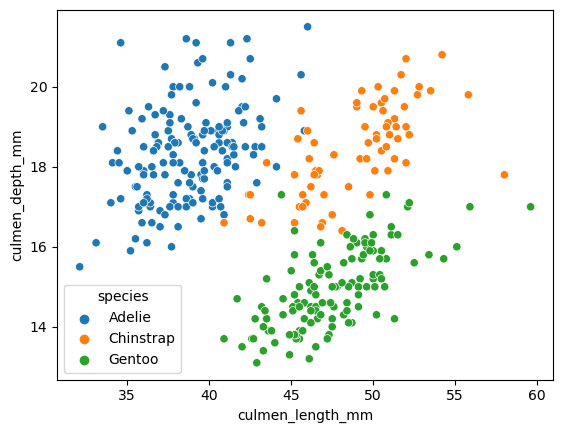 culmen_depth_mm
20
18
16
14
species
Adelie
Chinstrap
Gentoo
35
40
45
50
55
60
culmen_length_mm